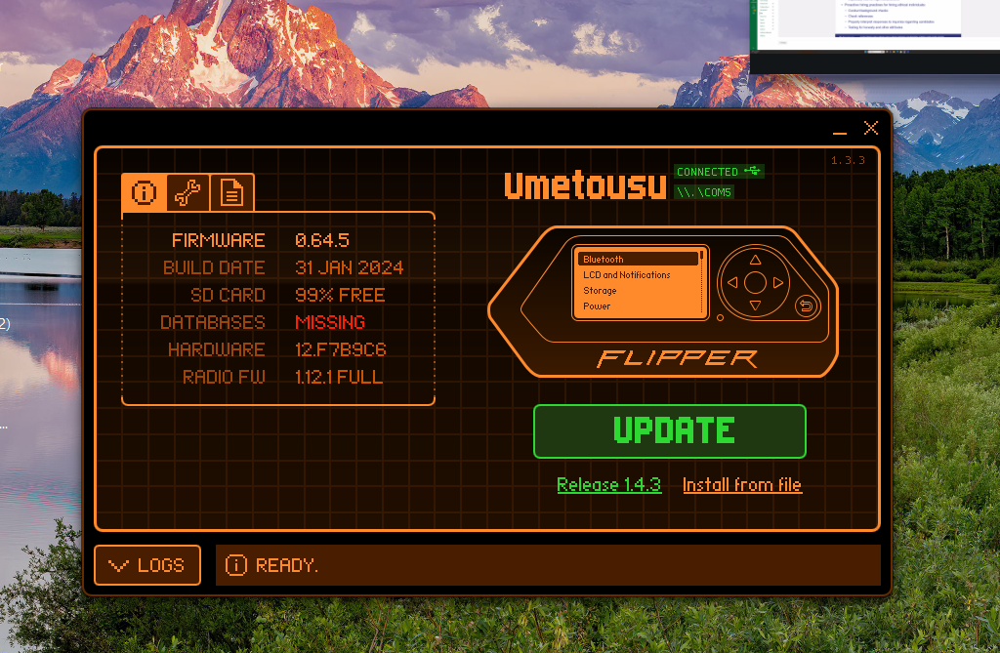 1.3.3
Umetousu
CONNECTED
\\.\COM5
FIRMWARE 0.64.5
BUILD DATE 31 JAN 2024
SD CARD 99% FREE
DATABASES MISSING
HARDWARE 12.F7B9C6
RADIO FW 1.12.1 FULL
Bluetooth
LCD and Notifications
Storage
Power
FLIPPER
UPDATE
Release 1.4.3 Install from file
LOGS
READY.
2)
...